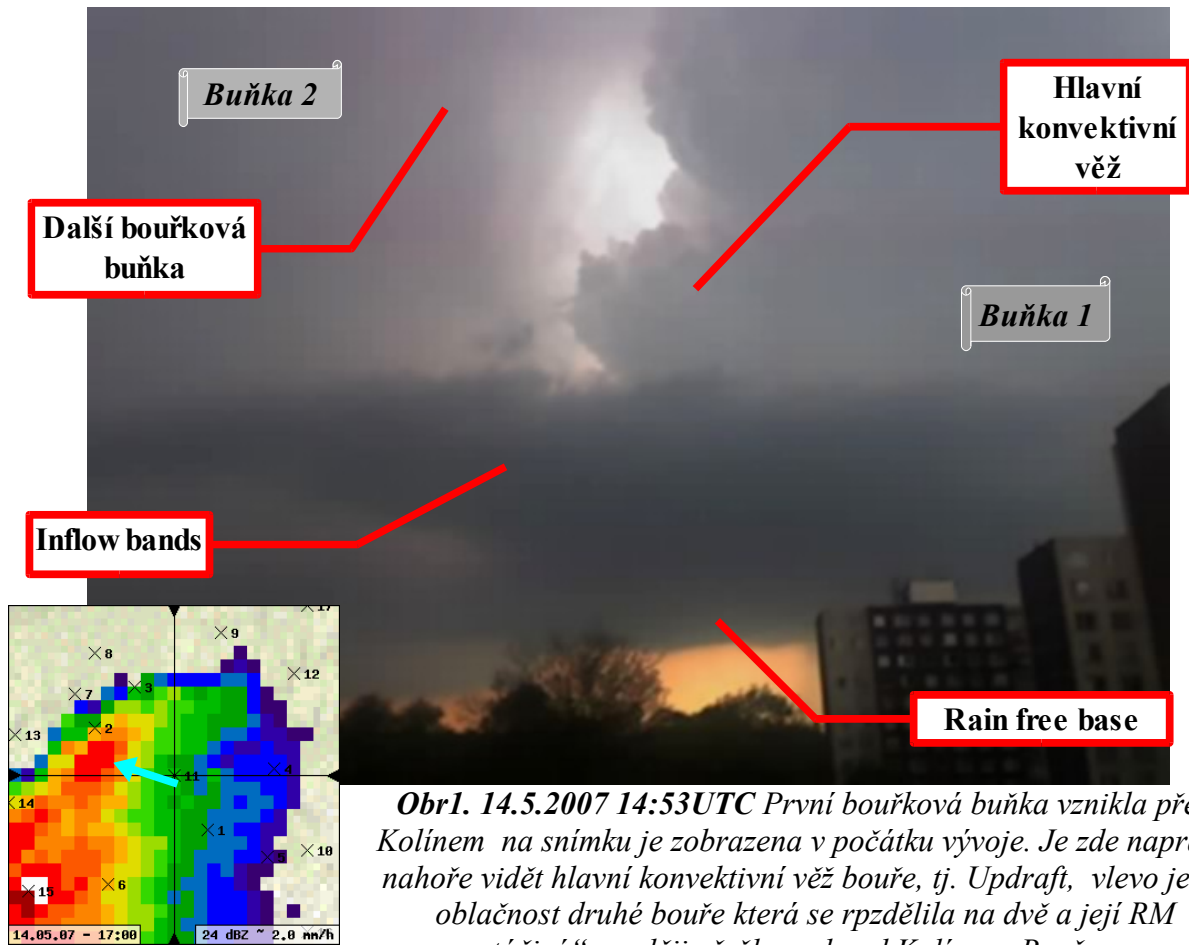 Buňka 2
Hlavní
konvektivní
věž
Další bouřková
buňka
Buňka 1
Inflow bands
Rain free base
17
9
8
12
3
7
2
13
11
4
14
1
5
10
6
15
14.05.07 - 17:00
24 dBZ ~ 2.0 mm/h
Obr1. 14.5.2007 14:53UTC První bouřková buňka vznikla pře
Kolínem na snímku je zobrazena v počátku vývoje. Je zde napr
nahoře vidět hlavní konvektivní věž bouře, tj. Updraft, vlevo je
oblačnost druhé bouře která se rpzdělila na dvě a její RM